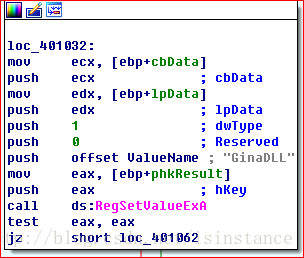 loc_401032:
mov ecx, [ebp+cbData]
push ecx ; cbData
mov edx, [ebp+lpData]
push edx ; lpData
push 1 ; dwType
push 0 ; Reserved
push offset ValueName ; "GinaDLL"
mov eax, [ebp+phkResult]
push eax ; hKey
call ds:RegSetValueExA
test eax, eax
jz short loc_401062